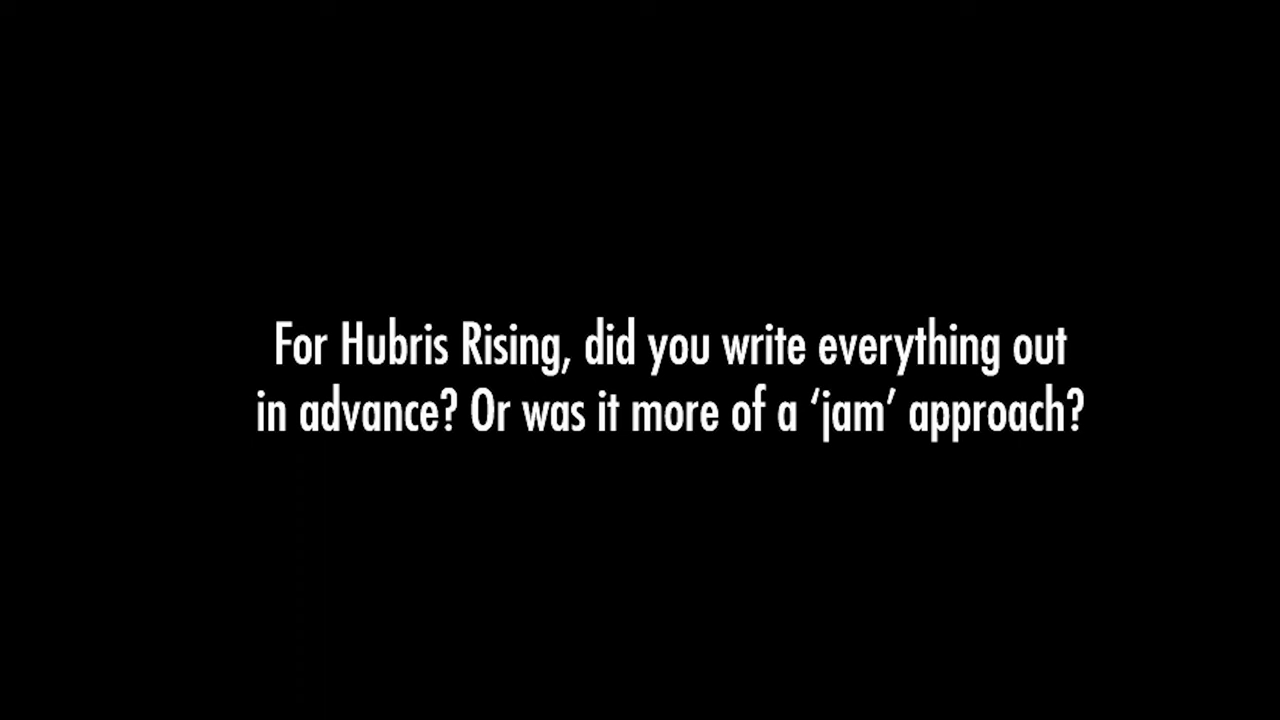 For Hubris Rising, did you write everything out
in advance? Or was it more of a ‘jam’ approach?